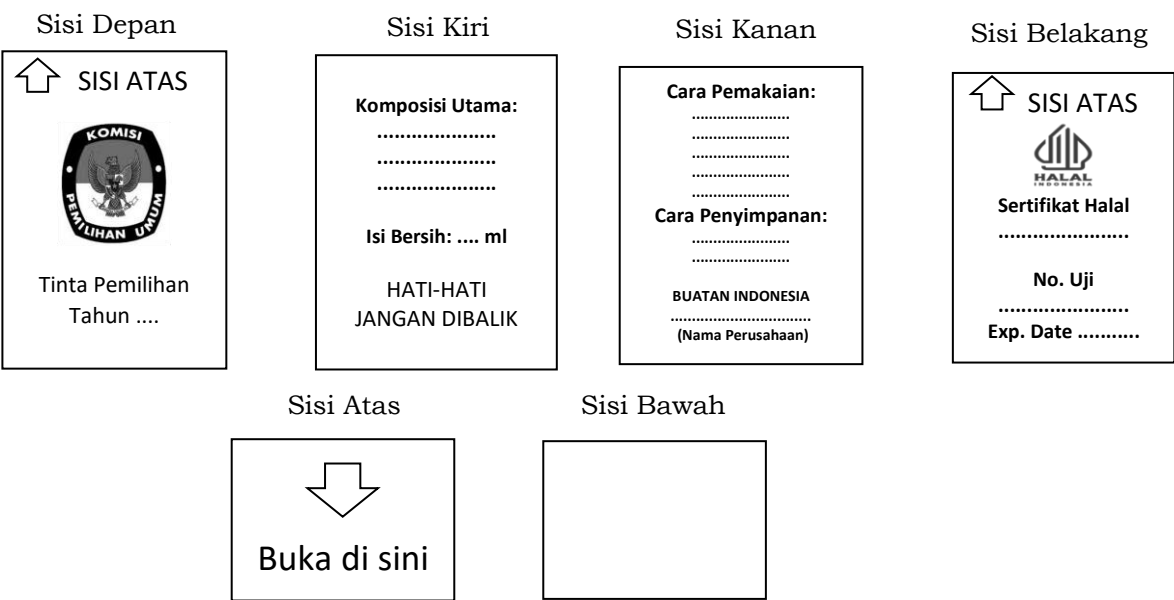 Sisi Depan
SISI ATAS
KOMISI
PEMILIHAN UMUM
Tinta Pemilihan
Tahun ....
Sisi Kiri
Komposisi Utama:
.....................
.....................
.....................
Isi Bersih: .... ml
HATI-HATI
JANGAN DIBALIK
Sisi Kanan
Cara Pemakaian:
.......................
.......................
.......................
.......................
.......................
Cara Penyimpanan:
.......................
.......................
BUATAN INDONESIA
.................................
(Nama Perusahaan)
Sisi Belakang
SISI ATAS
HALAL
INDONESIA
Sertifikat Halal
.......................
No. Uji
.......................
Exp. Date ...........
Sisi Atas
Buka di sini
Sisi Bawah